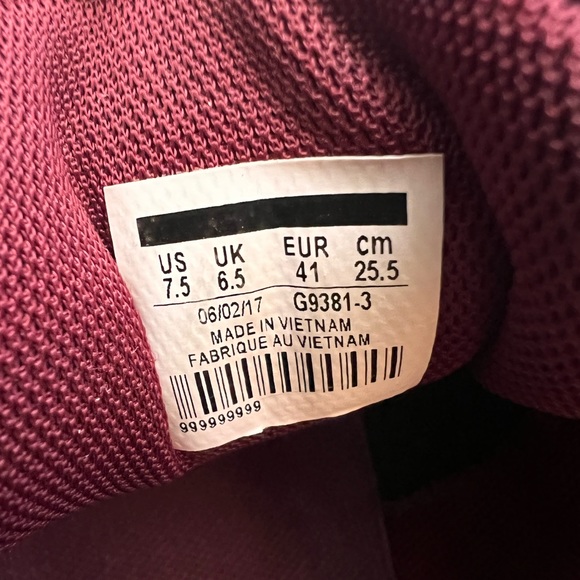 US UK EUR cm
7.5 6.5 41 25.5
06/02/17 G9381-3
MADE IN VIETNAM
FABRIQUE AU VIETNAM
999999999